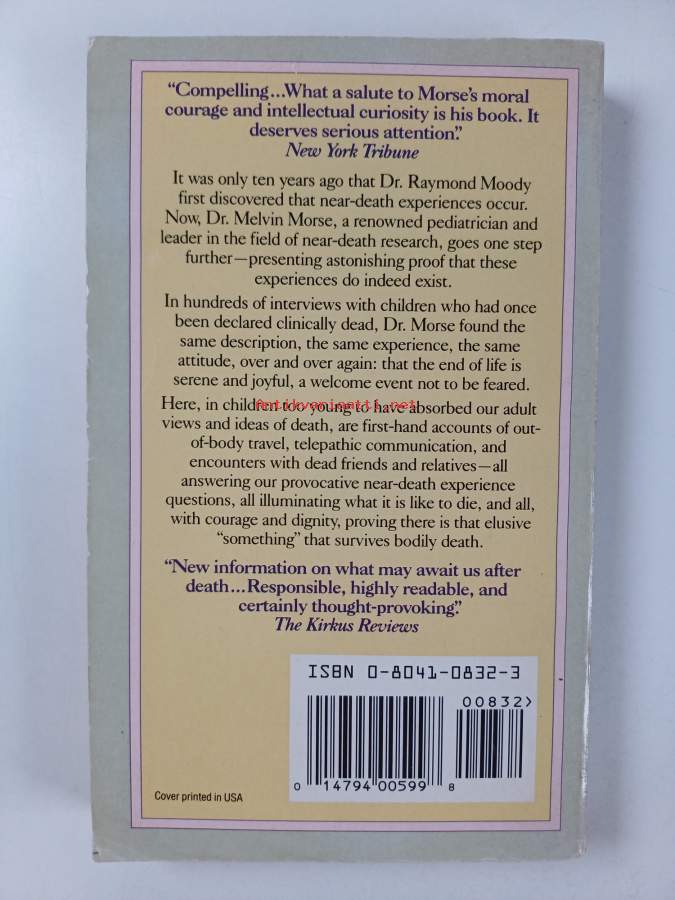 “Compelling...What a salute to Morse’s moral
courage and intellectual curiosity is his book. It
deserves serious attention.”
New York Tribune
It was only ten years ago that Dr. Raymond Moody
first discovered that near-death experiences occur.
Now, Dr. Melvin Morse, a renowned pediatrician and
leader in the field of near-death research, goes one step
further—presenting astonishing proof that these
experiences do indeed exist.
In hundreds of interviews with children who had once
been declared clinically dead, Dr. Morse found the
same description, the same experience, the same
attitude, over and over again: that the end of life is
serene and joyful, a welcome event not to be feared.
Here, in children too young to have absorbed our adult
Antikvariaatti.net
views and ideas of death, are first-hand accounts of out-
of-body travel, telepathic communication, and
encounters with dead friends and relatives—all
answering our provocative near-death experience
questions, all illuminating what it is like to die, and all,
with courage and dignity, proving there is that elusive
“something” that survives bodily death.
“New information on what may await us after
death...Responsible, highly readable, and
certainly thought-provoking.”
The Kirkus Reviews
ISBN 0-8041-0832-3
00832>
0 14794 00599 8
Cover printed in USA